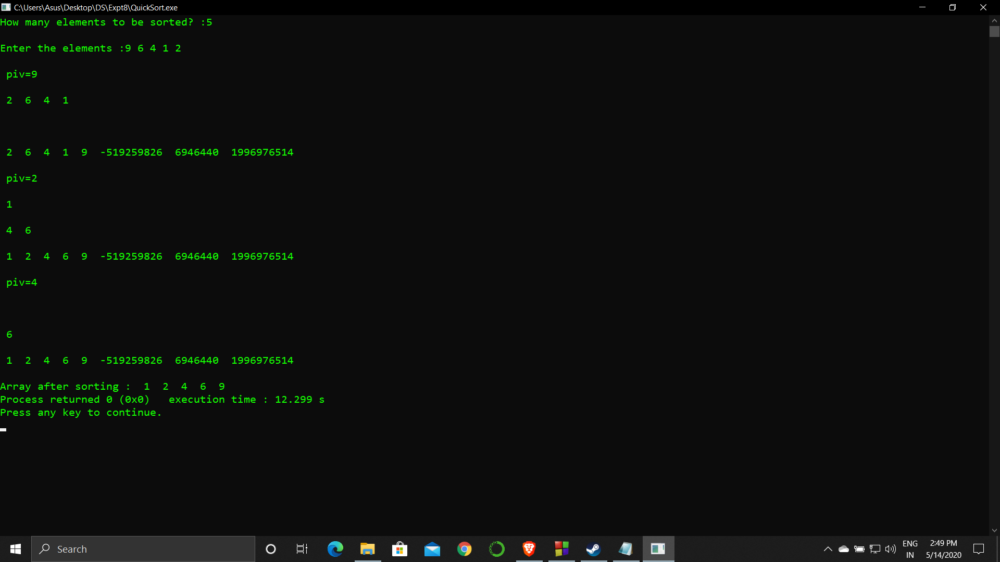 C:\Users\Asus\Desktop\DS\Expt8\QuickSort.exe
How many elements to be sorted? :5
Enter the elements :9 6 4 1 2
piv=9
2  6  4  1
2  6  4  1  9  -519259826  6946440  1996976514
piv=2
1
4  6
1  2  4  6  9  -519259826  6946440  1996976514
piv=4
6
1  2  4  6  9  -519259826  6946440  1996976514
Array after sorting :  1  2  4  6  9
Process returned 0 (0x0)   execution time : 12.299 s
Press any key to continue.
Search
ENG
IN
2:49 PM
5/14/2020